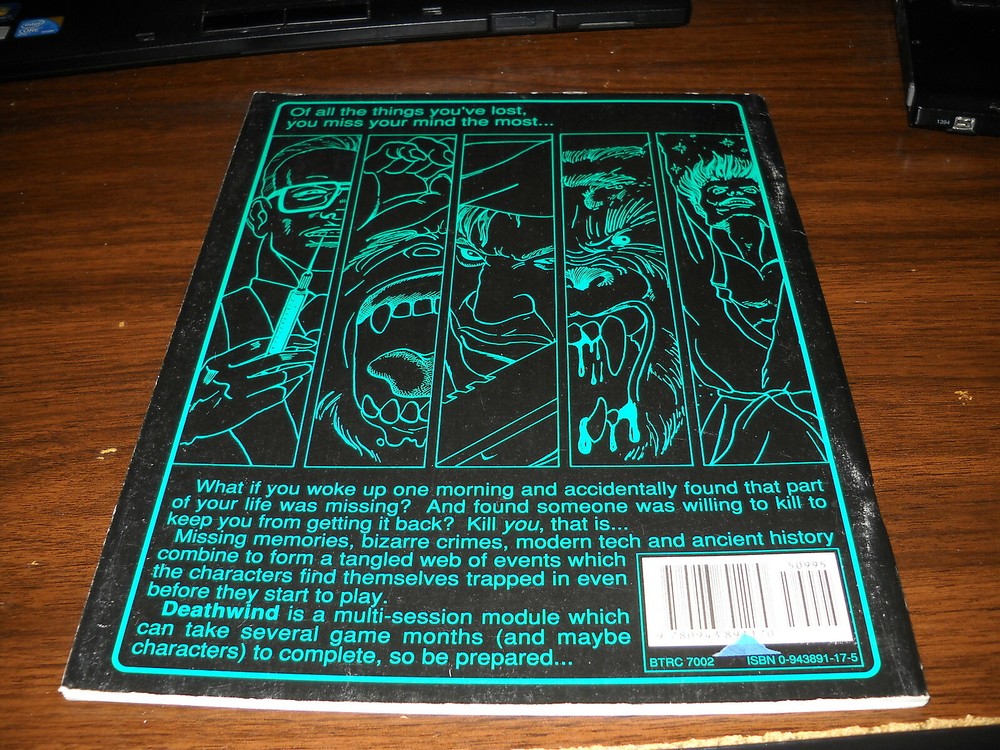 Of all the things you've lost,
you miss your mind the most...
What if you woke up one morning and accidentally found that part
of your life was missing? And found someone was willing to kill to
keep you from getting it back? Kill you, that is...
Missing memories, bizarre crimes, modern tech and ancient history
combine to form a tangled web of events which
the characters find themselves trapped in even
before they start to play.
Deathwind is a multi-session module which
can take several game months (and maybe
characters) to complete, so be prepared...
50995
BTRC 7002 ISBN 0-943891-17-5
1394
intel
CORE